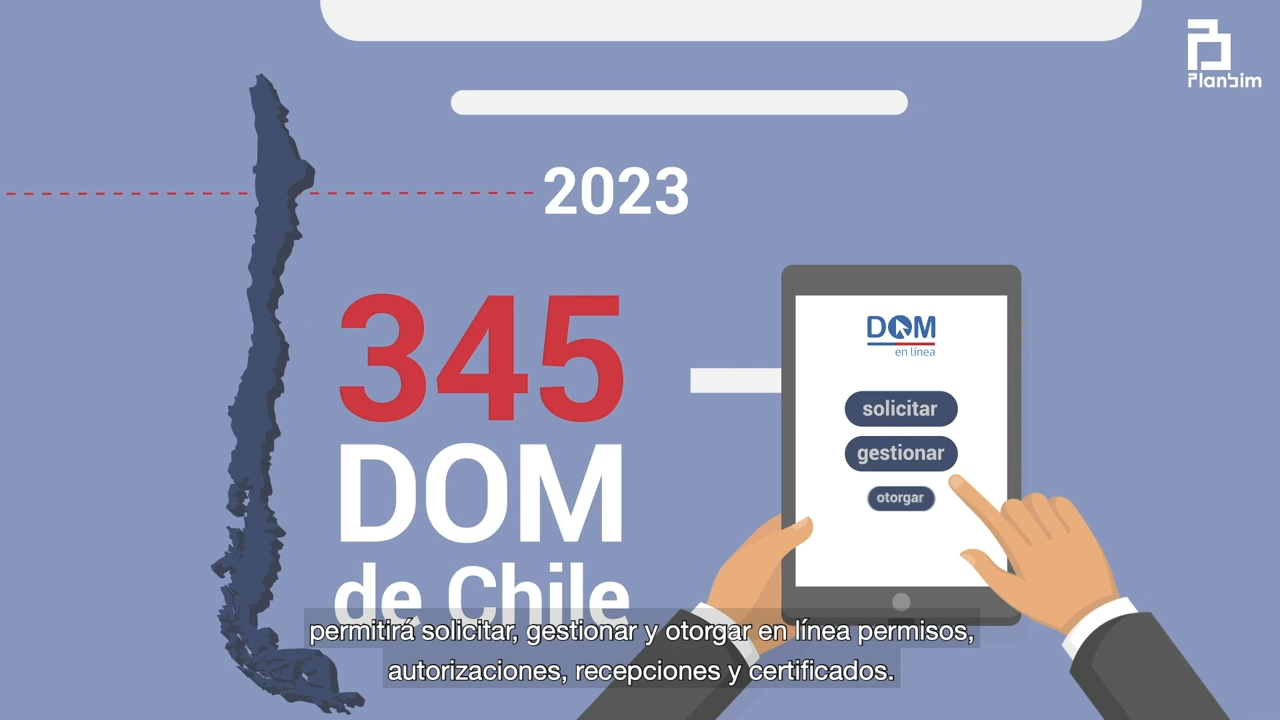 Planbim
2023
345
DOM
de Chile
DOM
en línea
solicitar
gestionar
otorgar
permitirá solicitar, gestionar y otorgar en línea permisos,
autorizaciones, recepciones y certificados.